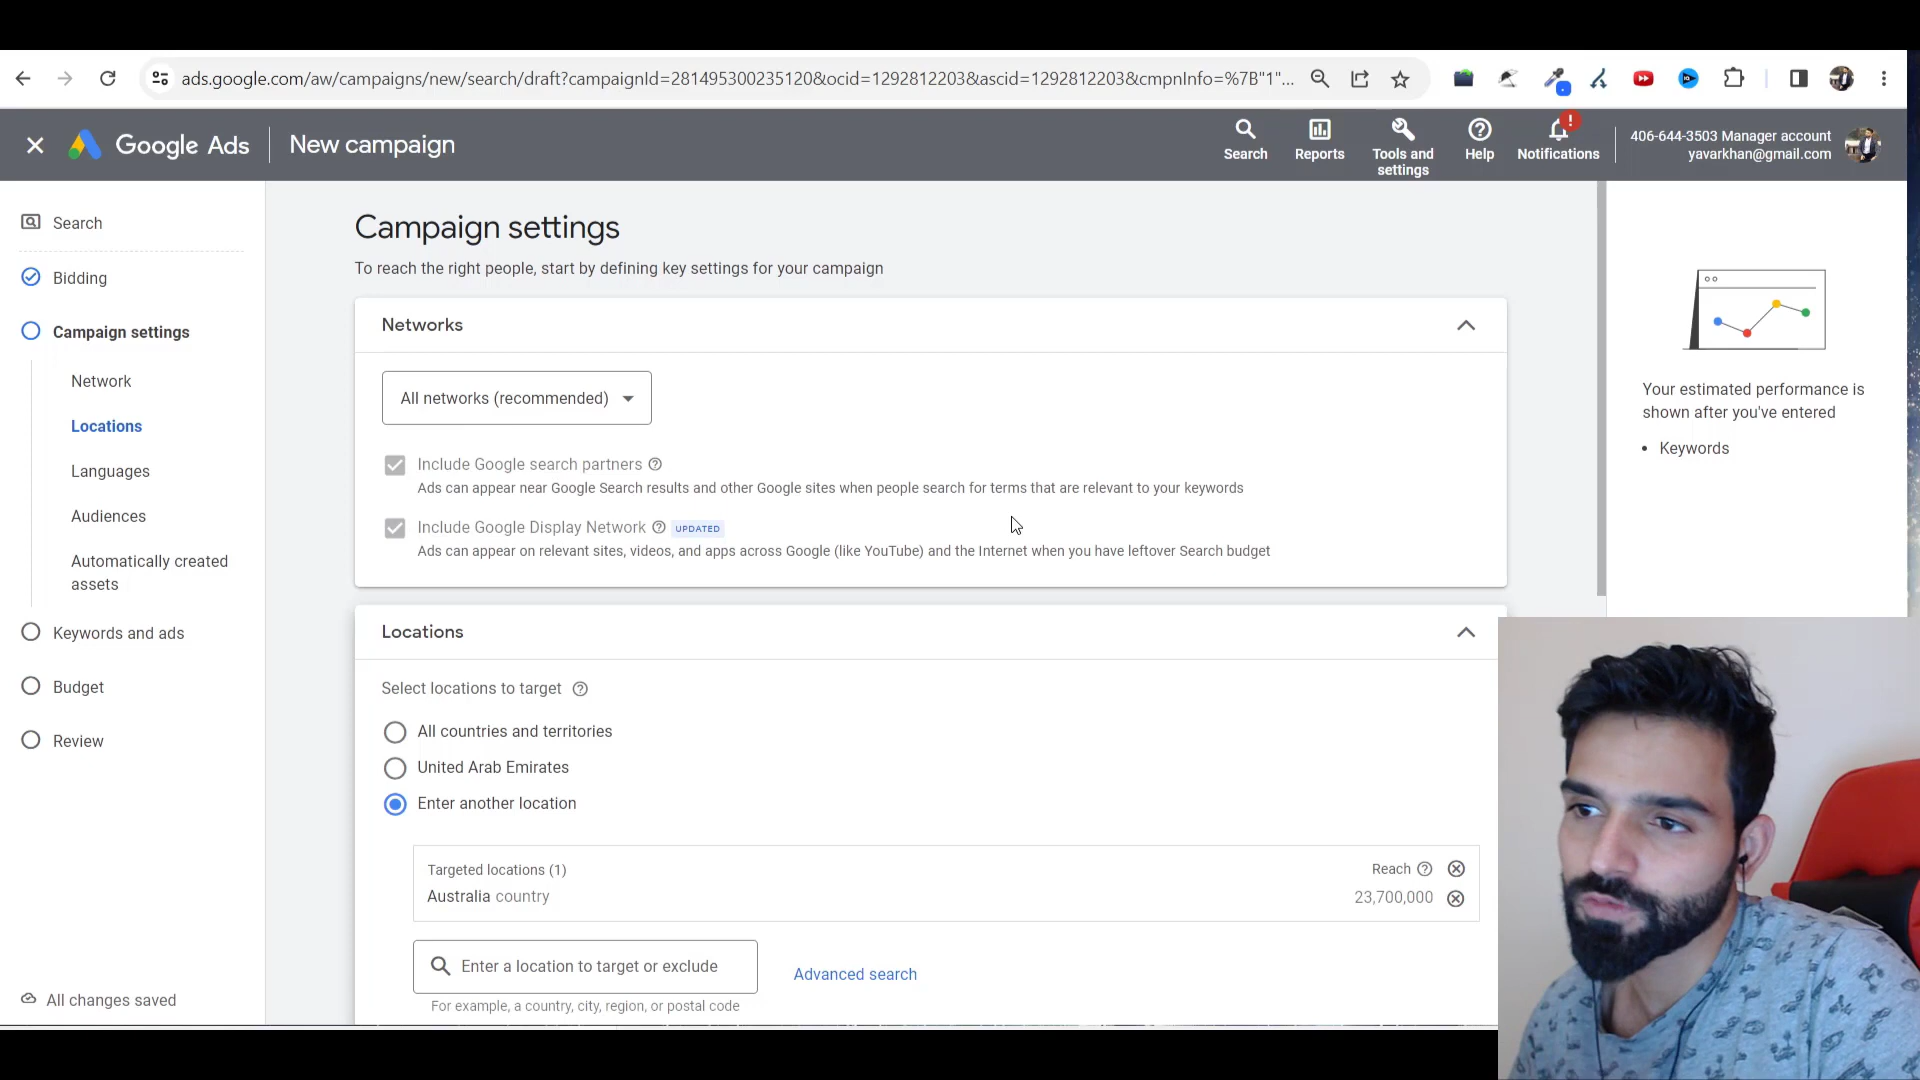 ads.google.com/aw/campaigns/new/search/draft?campaignId=281495300235120&ocid=1292812203&ascid=1292812203&cmpnInfo=%7B"1"...
Google Ads
New campaign
Search
Reports
Tools and
settings
Help
Notifications
!
406-644-3503 Manager account
yavarkhan@gmail.com
Search
Bidding
Campaign settings
Network
Locations
Languages
Audiences
Automatically created
assets
Keywords and ads
Budget
Review
All changes saved
Campaign settings
To reach the right people, start by defining key settings for your campaign
Networks
All networks (recommended)
Include Google search partners
Ads can appear near Google Search results and other Google sites when people search for terms that are relevant to your keywords
Include Google Display Network UPDATED
Ads can appear on relevant sites, videos, and apps across Google (like YouTube) and the Internet when you have leftover Search budget
Locations
Select locations to target
All countries and territories
United Arab Emirates
Enter another location
Targeted locations (1) Reach
Australia country 23,700,000
Enter a location to target or exclude
Advanced search
For example, a country, city, region, or postal code
Your estimated performance is
shown after you've entered
• Keywords